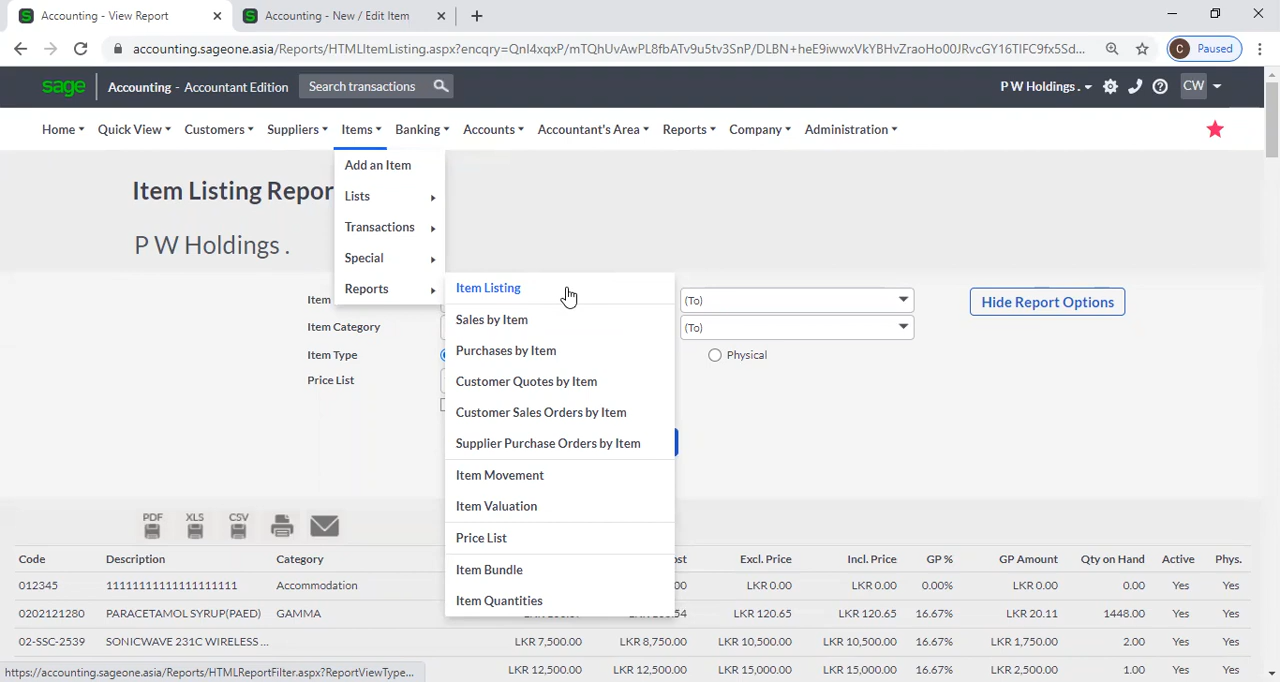 Accounting - View Report
Accounting - New / Edit Item
accounting.sageone.asia/Reports/HTMLItemListing.aspx?encqry=QnI4xqxP/mTQhUvAwPL8fbATv9u5tv3SnP/DLBN+heE9iwwxVkYBHvZraoHo00JRvcGY16TIFC9fx5Sd...
C Paused
sage Accounting - Accountant Edition Search transactions P W Holdings . CW
Home Quick View Customers Suppliers Items Banking Accounts Accountant's Area Reports Company Administration
Add an Item
Lists
Transactions
Special
Reports
Item Listing Repor
P W Holdings .
Item Listing
Sales by Item
Purchases by Item
Customer Quotes by Item
Customer Sales Orders by Item
Supplier Purchase Orders by Item
Item Movement
Item Valuation
Price List
Item Bundle
Item Quantities
Item (To) Hide Report Options
Item Category (To)
Item Type Physical
Price List
PDF XLS CSV
Code Description Category ost Excl. Price Incl. Price GP % GP Amount Qty on Hand Active Phys.
012345 11111111111111111 Accommodation 00 LKR 0.00 LKR 0.00 0.00% LKR 0.00 0.00 Yes Yes
0202121280 PARACETAMOL SYRUP(PAED) GAMMA 54 LKR 120.65 LKR 120.65 16.67% LKR 20.11 1448.00 Yes Yes
02-SSC-2539 SONICWAVE 231C WIRELESS ... LKR 7,500.00 LKR 8,750.00 LKR 10,500.00 LKR 10,500.00 16.67% LKR 1,750.00 2.00 Yes Yes
LKR 12,500.00 LKR 12,500.00 LKR 15,000.00 LKR 15,000.00 16.67% LKR 2,500.00 1.00 Yes Yes
https://accounting.sageone.asia/Reports/HTMLReportFilter.aspx?ReportViewType...